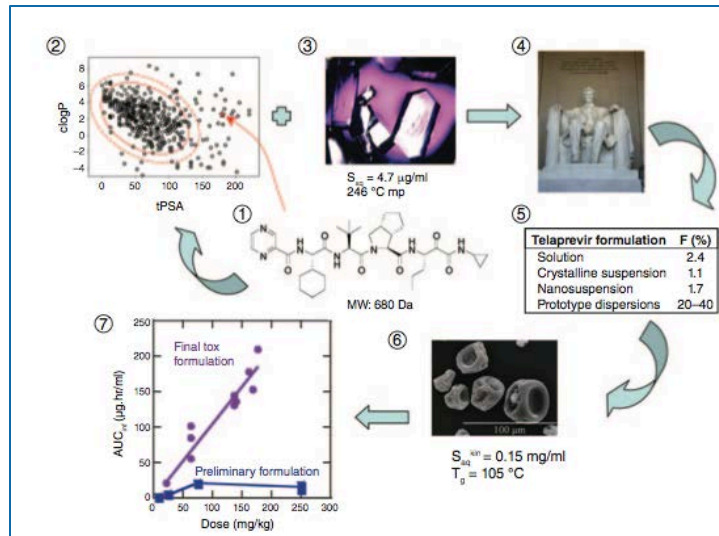 ②
clogP
8
6
4
2
0
-2
-4
0 50 100 150 200
tPSA
③
S_eq = 4.7 µg/ml
246 °C mp
④
①
N
N
O
H
N
O
N
H
O
N
O
H
N
O
O
H
N
MW: 680 Da
⑤
Telaprevir formulation F (%)
Solution 2.4
Crystalline suspension 1.1
Nanosuspension 1.7
Prototype dispersions 20–40
⑥
100 µm
S_aq^kin = 0.15 mg/ml
T_g = 105 °C
⑦
AUC_inf (µg.hr/ml)
250
200
150
100
50
0
Final tox
formulation
Preliminary formulation
0 50 100 150 200 250 300
Dose (mg/kg)